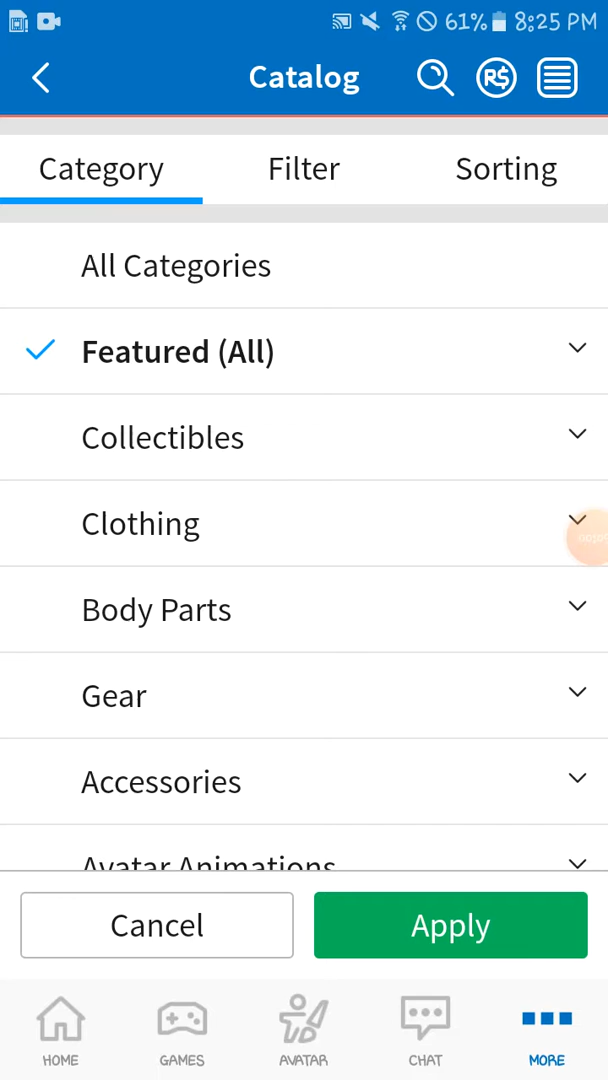 61% 8:25 PM
Catalog R$
Category Filter Sorting
All Categories
Featured (All)
Collectibles
Clothing
Body Parts
Gear
Accessories
Avatar Animations
Cancel Apply
HOME GAMES AVATAR CHAT MORE